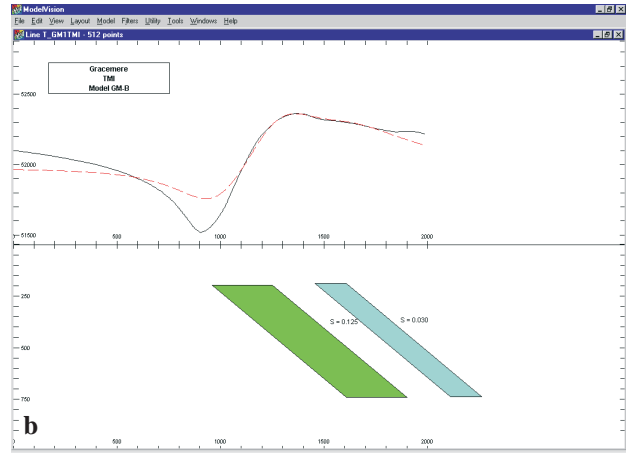 ModelVision
File Edit View Layout Model Filters Utility Tools Windows Help
Line T_GM1TMI - 512 points
Gracemere
TMI
Model GM-B
52500
52000
51500
500 1000 1500 2000
250
S = 0.125 S = 0.030
500
750
b
0 500 1000 1500 2000